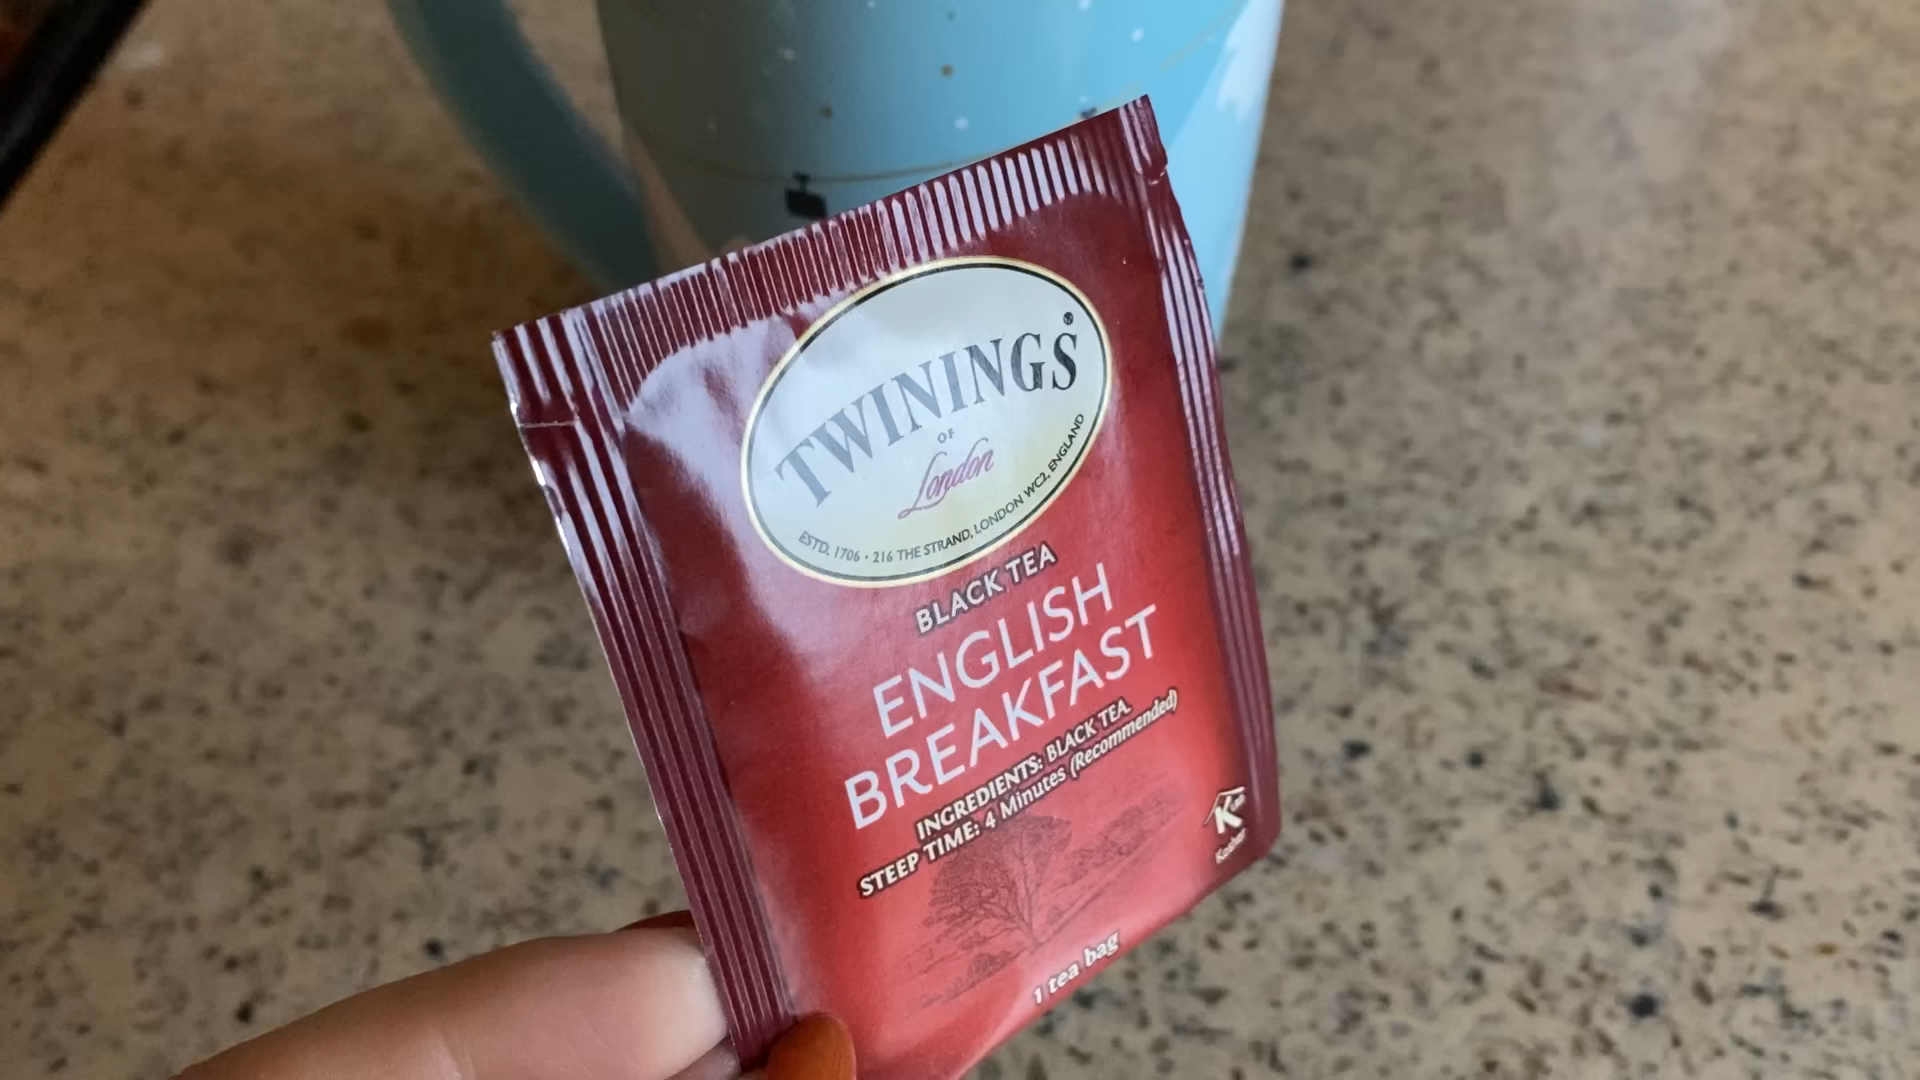 TWININGS®
OF
London
ESTD. 1706 • 216 THE STRAND, LONDON WC2, ENGLAND
BLACK TEA
ENGLISH
BREAKFAST
INGREDIENTS: BLACK TEA.
STEEP TIME: 4 Minutes (Recommended)
K
Kosher
1 tea bag